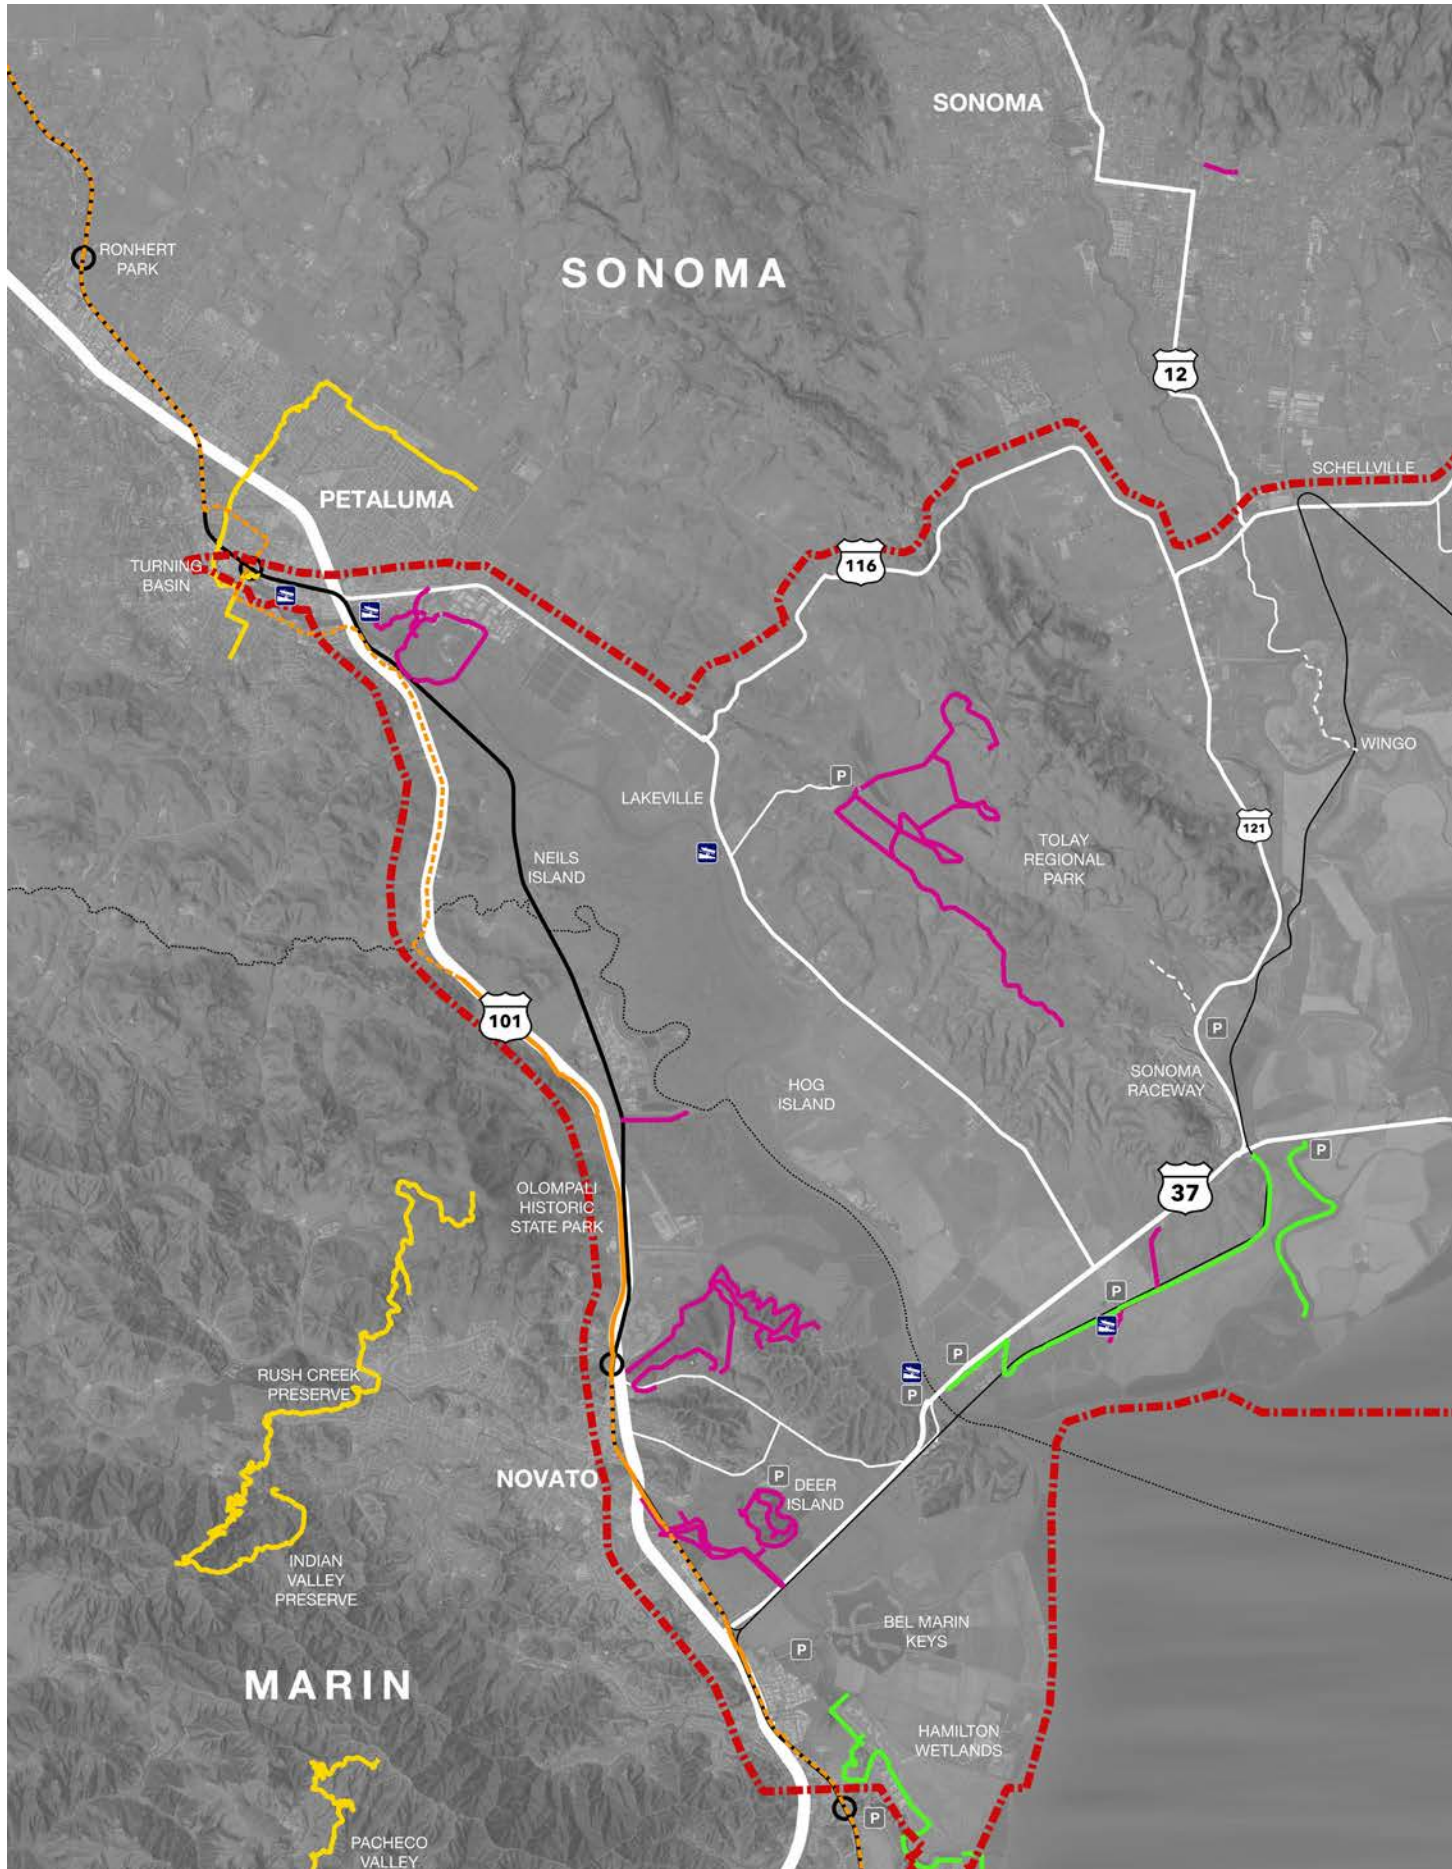 SONOMA
RONHERT
PARK
SONOMA
12
SCHELLVILLE
PETALUMA
116
TURNING
BASIN
WINGO
P
LAKEVILLE
121
TOLAY
REGIONAL
PARK
NEILS
ISLAND
101
P
SONOMA
RACEWAY
HOG
ISLAND
P
37
OLOMPALI
HISTORIC
STATE PARK
P
P
RUSH CREEK
PRESERVE
P
NOVATO
P
DEER
ISLAND
INDIAN
VALLEY
PRESERVE
BEL MARIN
KEYS
P
MARIN
HAMILTON
WETLANDS
P
PACHECO
VALLEY